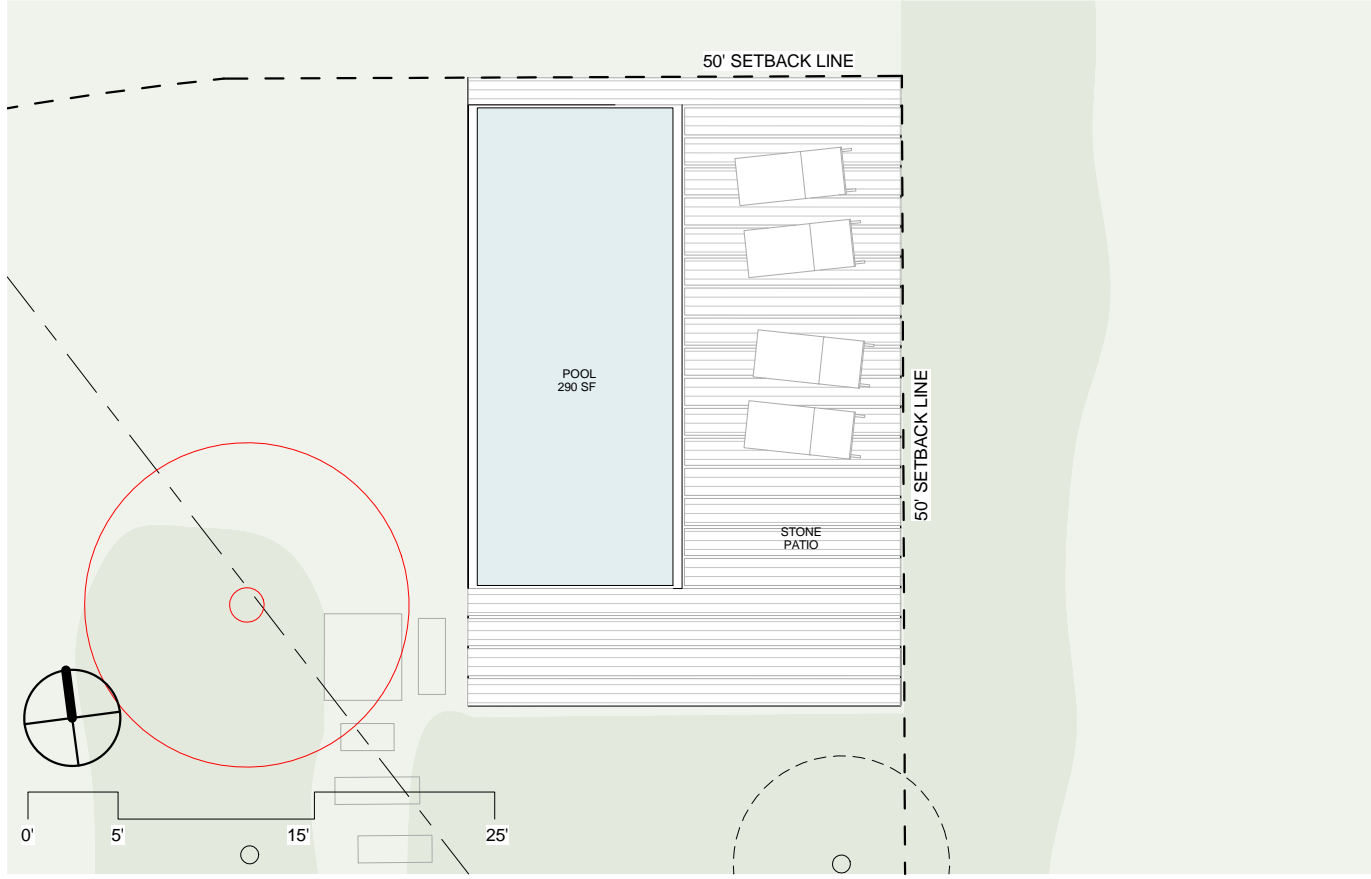 50' SETBACK LINE
POOL
290 SF
50' SETBACK LINE
STONE
PATIO
0'
5'
15'
25'